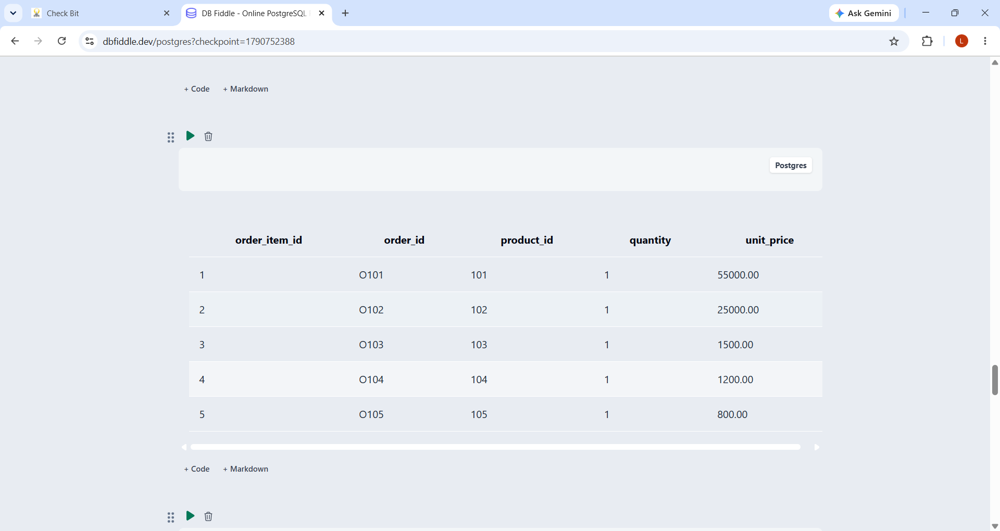 Check Bit
DB Fiddle - Online PostgreSQL
Ask Gemini
dbfiddle.dev/postgres?checkpoint=1790752388
L
+ Code + Markdown
Postgres
order_item_id order_id product_id quantity unit_price
1 O101 101 1 55000.00
2 O102 102 1 25000.00
3 O103 103 1 1500.00
4 O104 104 1 1200.00
5 O105 105 1 800.00
+ Code + Markdown